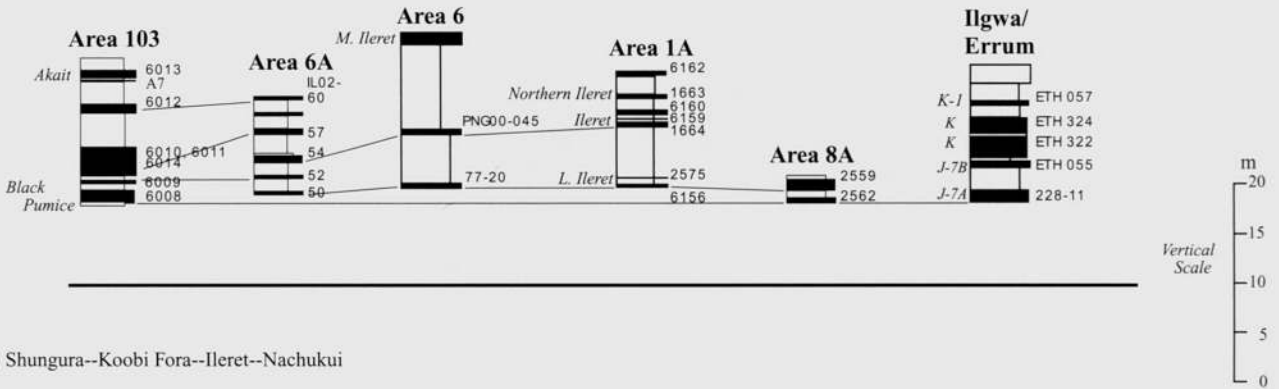 Area 103
Akait
6013
A7
6012
6010, 6011
6014
6009
6008
Black
Pumice
Area 6A
IL02-
60
57
54
52
50
Area 6
M. Ileret
PNG00-045
77-20
Area 1A
6162
Northern Ileret
1663
6160
Ileret
6159
1664
L. Ileret
2575
6156
Area 8A
2559
2562
Ilgwa/
Errum
K-1
ETH 057
K
ETH 324
K
ETH 322
J-7B
ETH 055
J-7A
228-11
m
20
15
10
5
0
Vertical
Scale
Shungura--Koobi Fora--Ileret--Nachukui